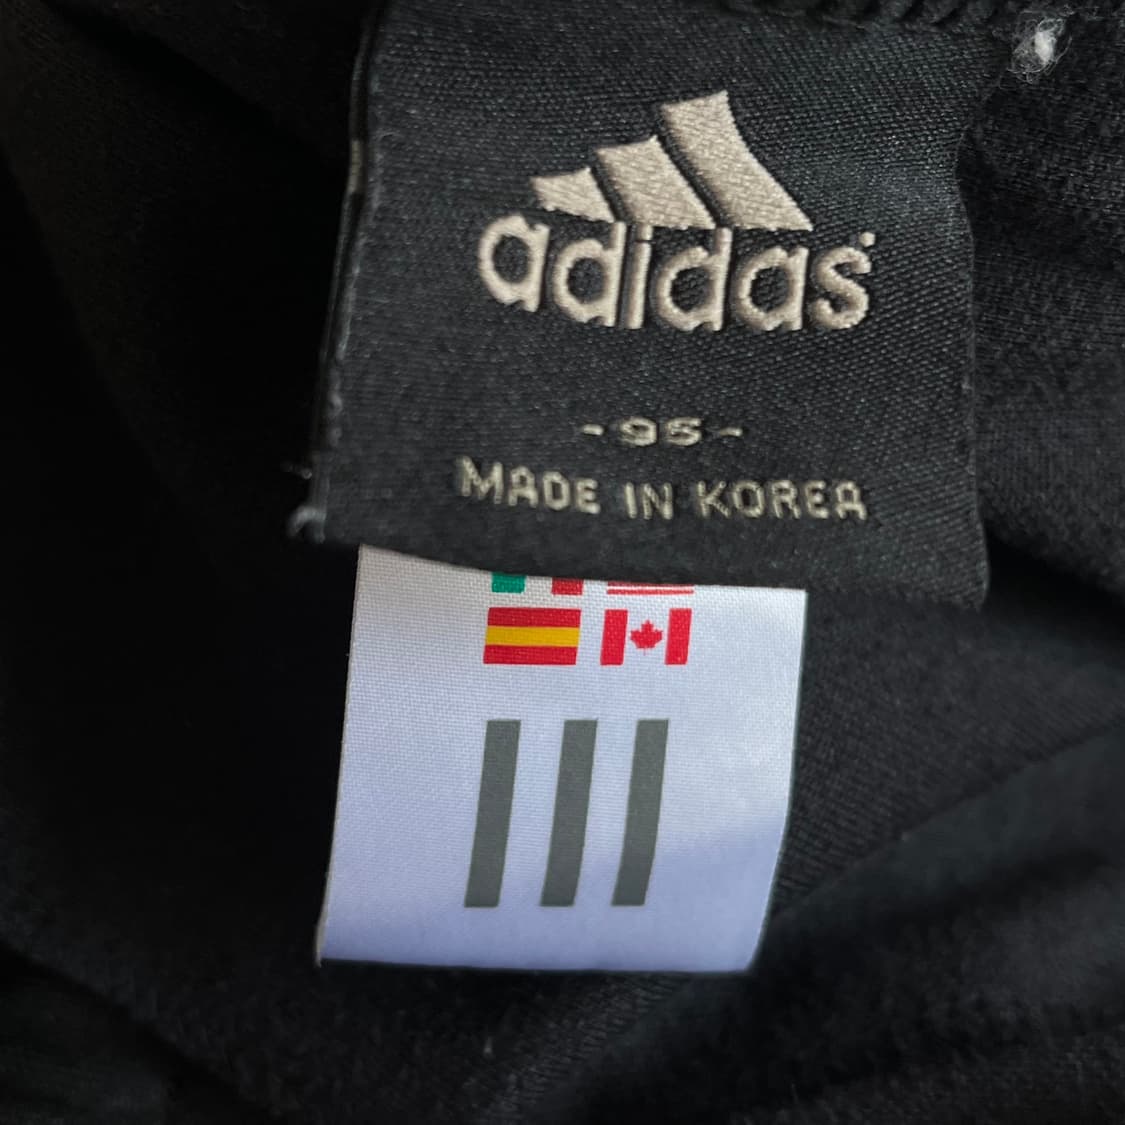 adidas
-95-
MADE IN KOREA